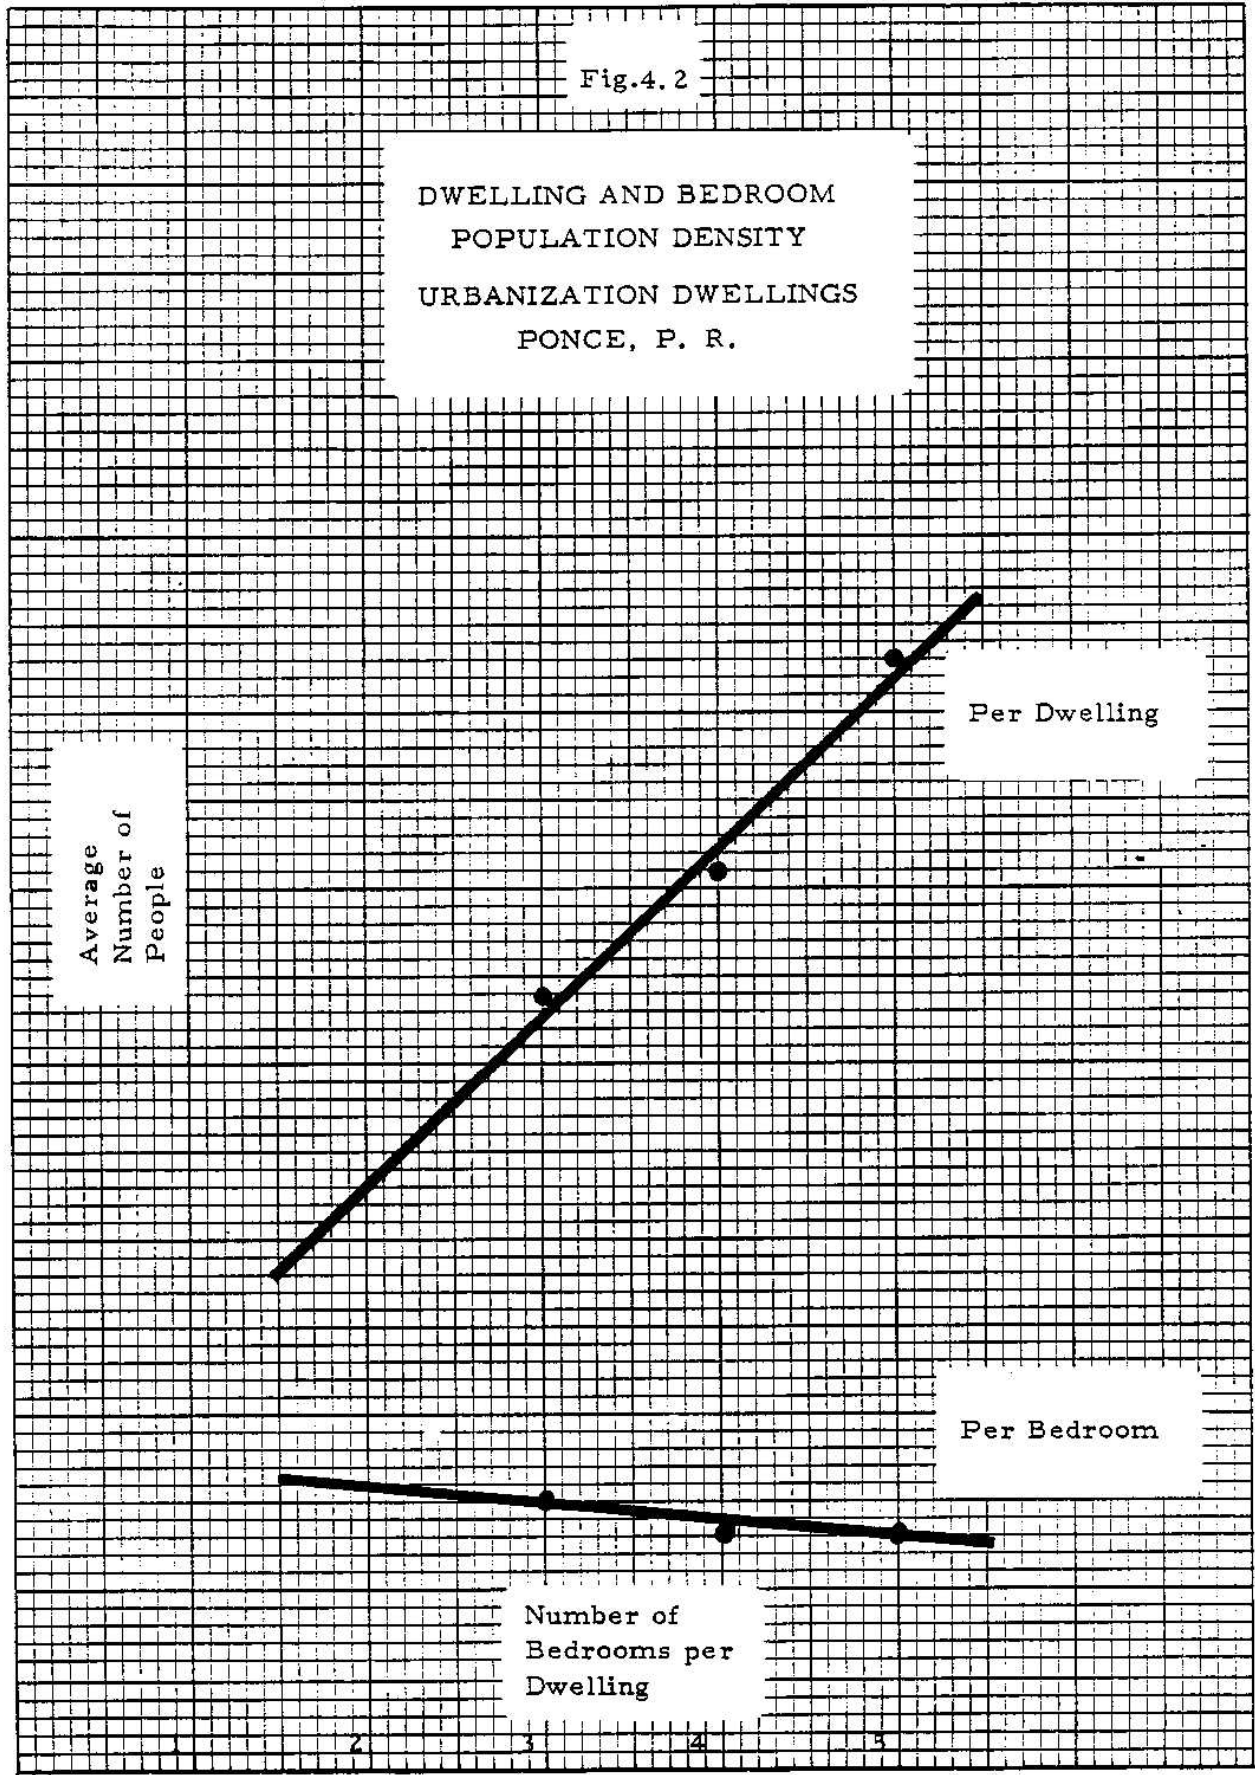 Fig.4.2
DWELLING AND BEDROOM
POPULATION DENSITY
URBANIZATION DWELLINGS
PONCE, P. R.
Per Dwelling
Average
Number of
People
Per Bedroom
Number of
Bedrooms per
Dwelling
1 2 3 4 5